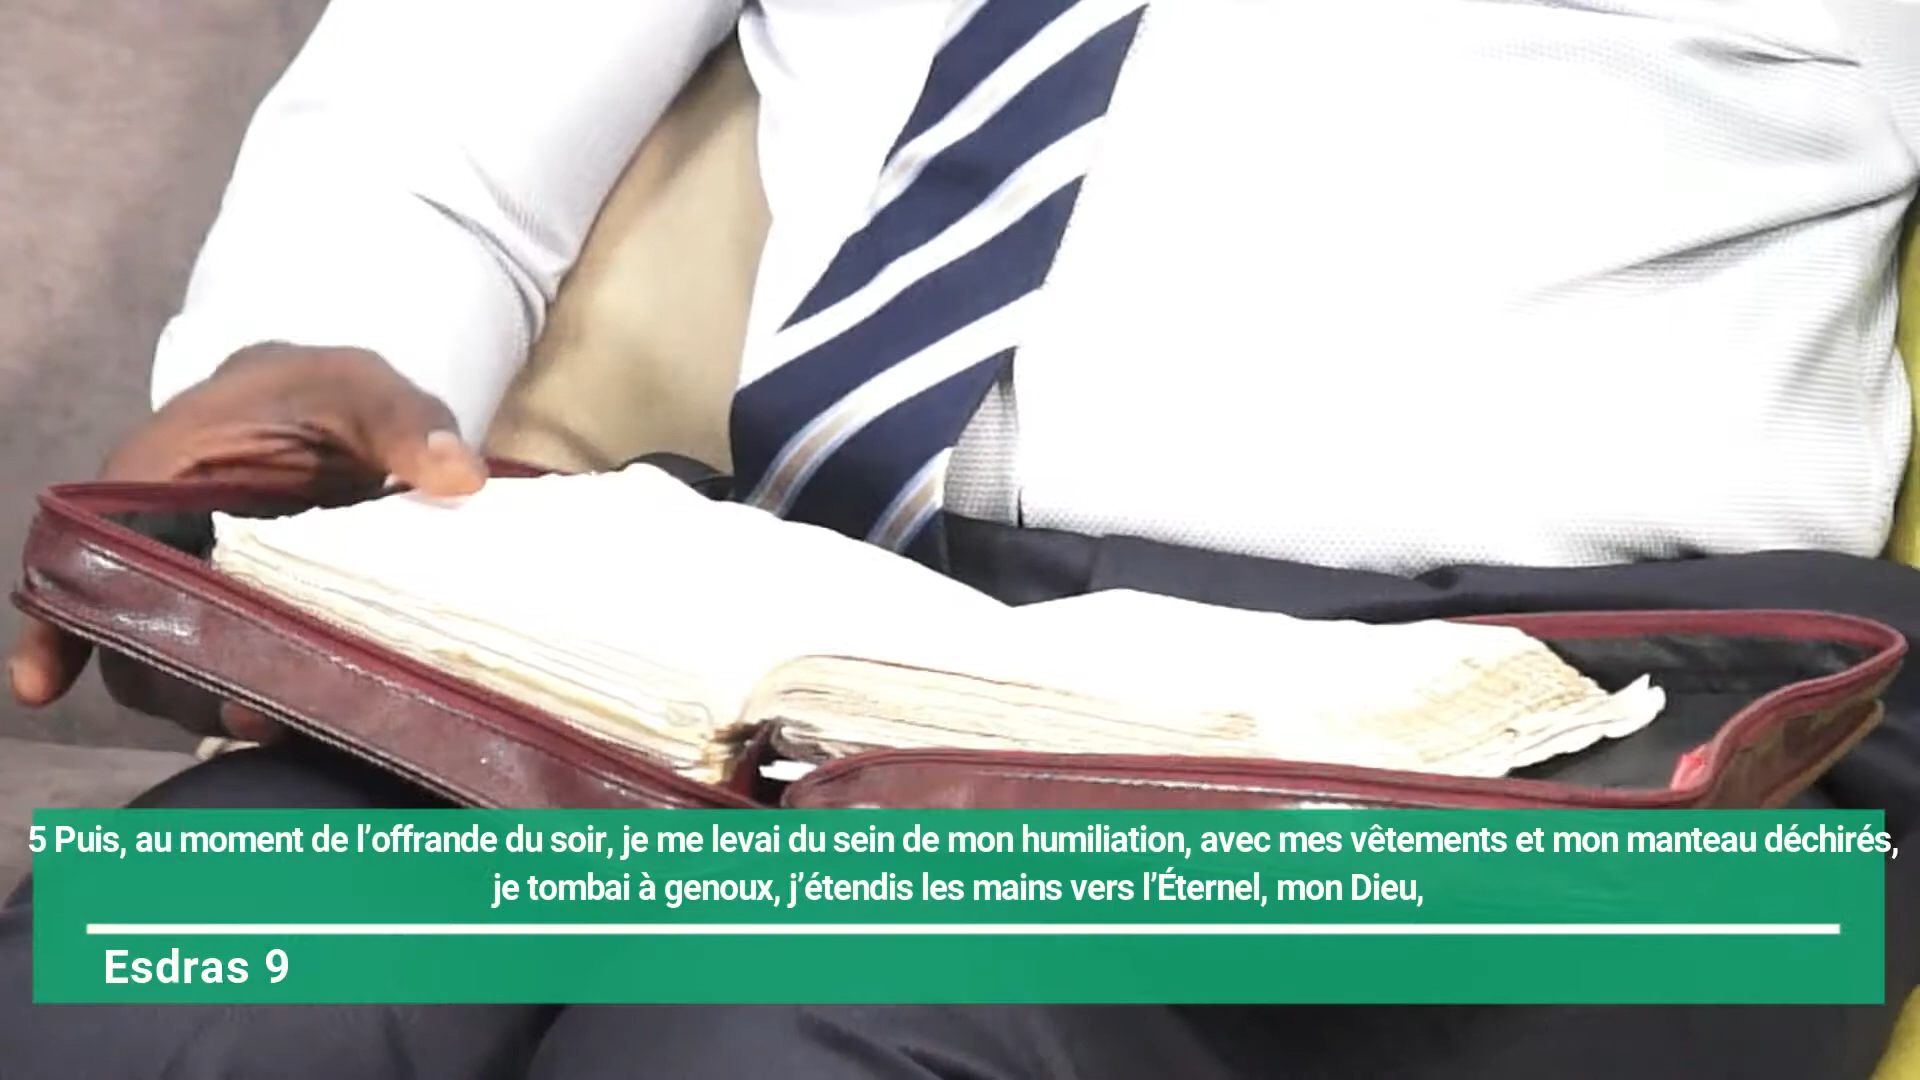 5 Puis, au moment de l’offrande du soir, je me levai du sein de mon humiliation, avec mes vêtements et mon manteau déchirés,
je tombai à genoux, j’étendis les mains vers l’Éternel, mon Dieu,
Esdras 9